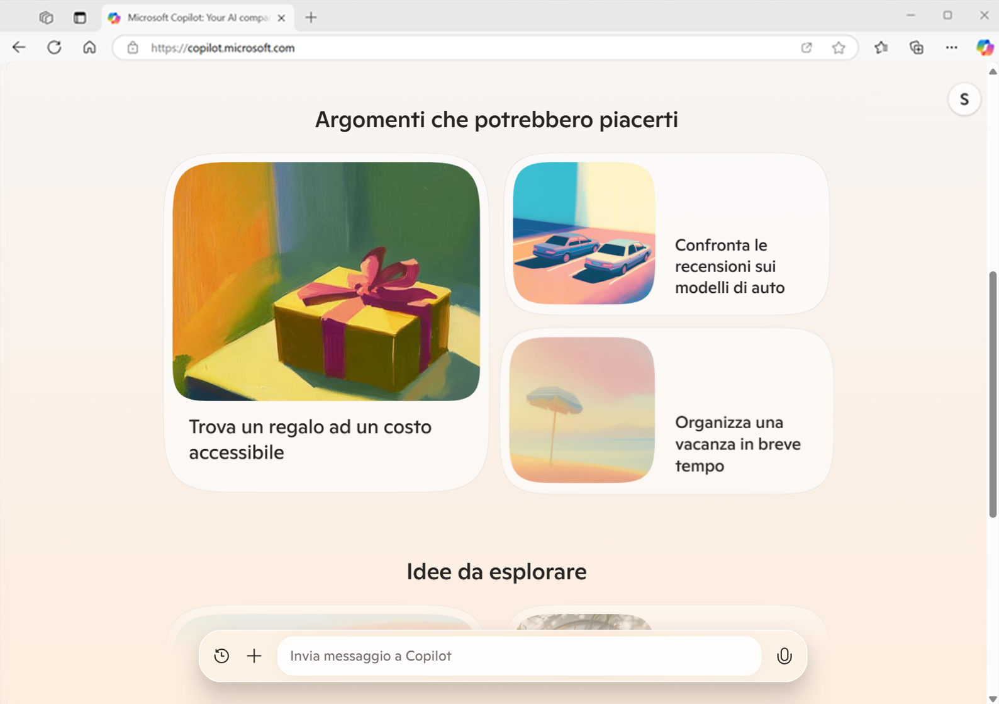 Microsoft Copilot: Your AI compa
https://copilot.microsoft.com
S
Argomenti che potrebbero piacerti
Trova un regalo ad un costo
accessibile
Confronta le
recensioni sui
modelli di auto
Organizza una
vacanza in breve
tempo
Idee da esplorare
Invia messaggio a Copilot